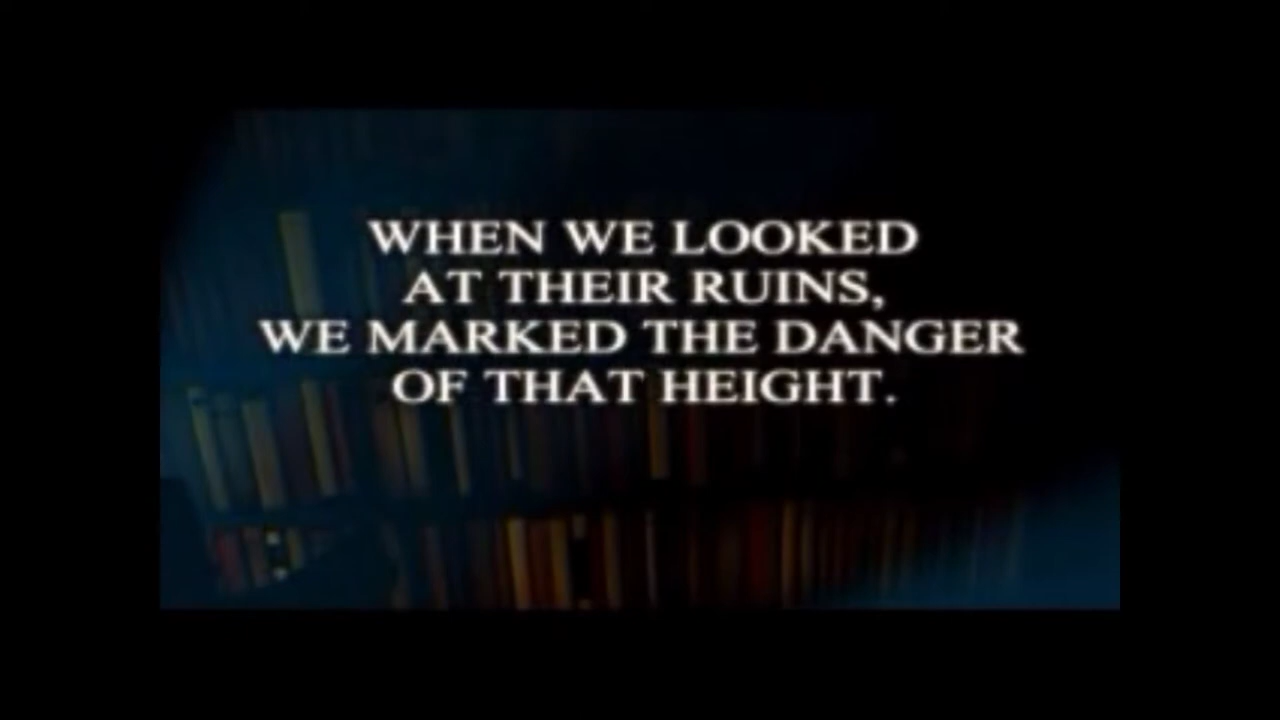 WHEN WE LOOKED
AT THEIR RUINS,
WE MARKED THE DANGER
OF THAT HEIGHT.